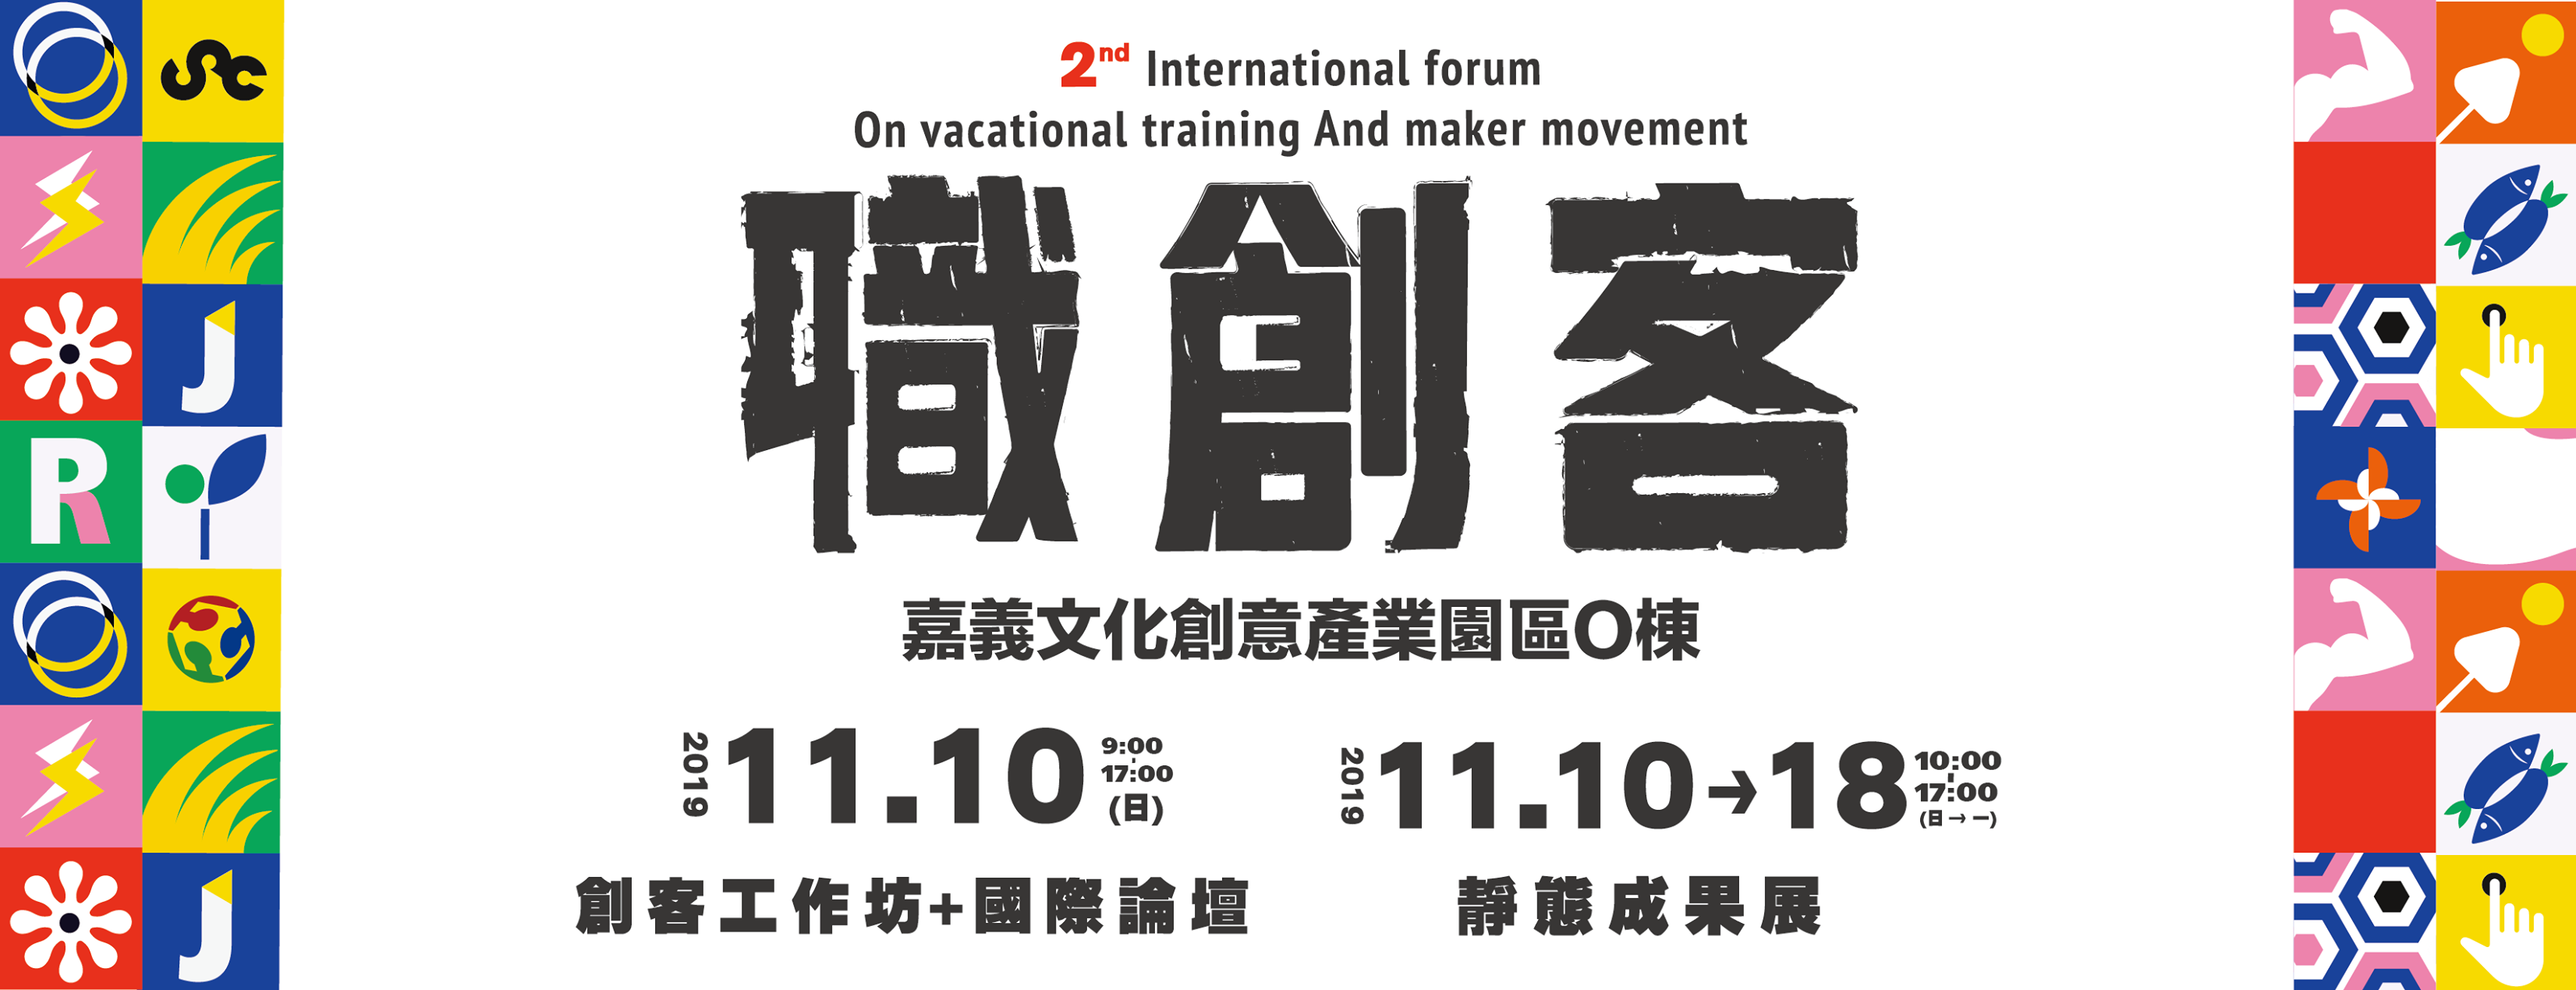 2nd International forum
On vacational training And maker movement
職創客
嘉義文化創意產業園區O棟
2019 11.10 9:00-17:00 (日)
創客工作坊+國際論壇
2019 11.10→18 10:00-17:00 (日→一)
靜態成果展
J
R
J